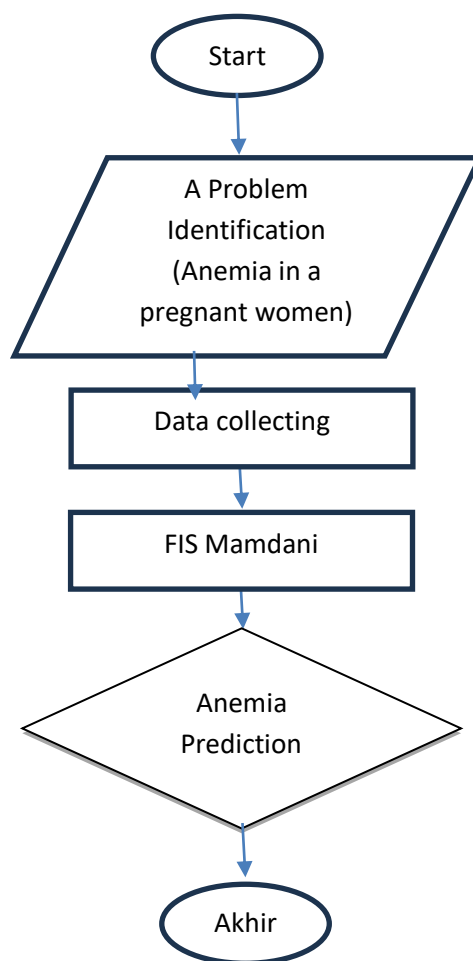 Start
A Problem
Identification
(Anemia in a
pregnant women)
Data collecting
FIS Mamdani
Anemia
Prediction
Akhir